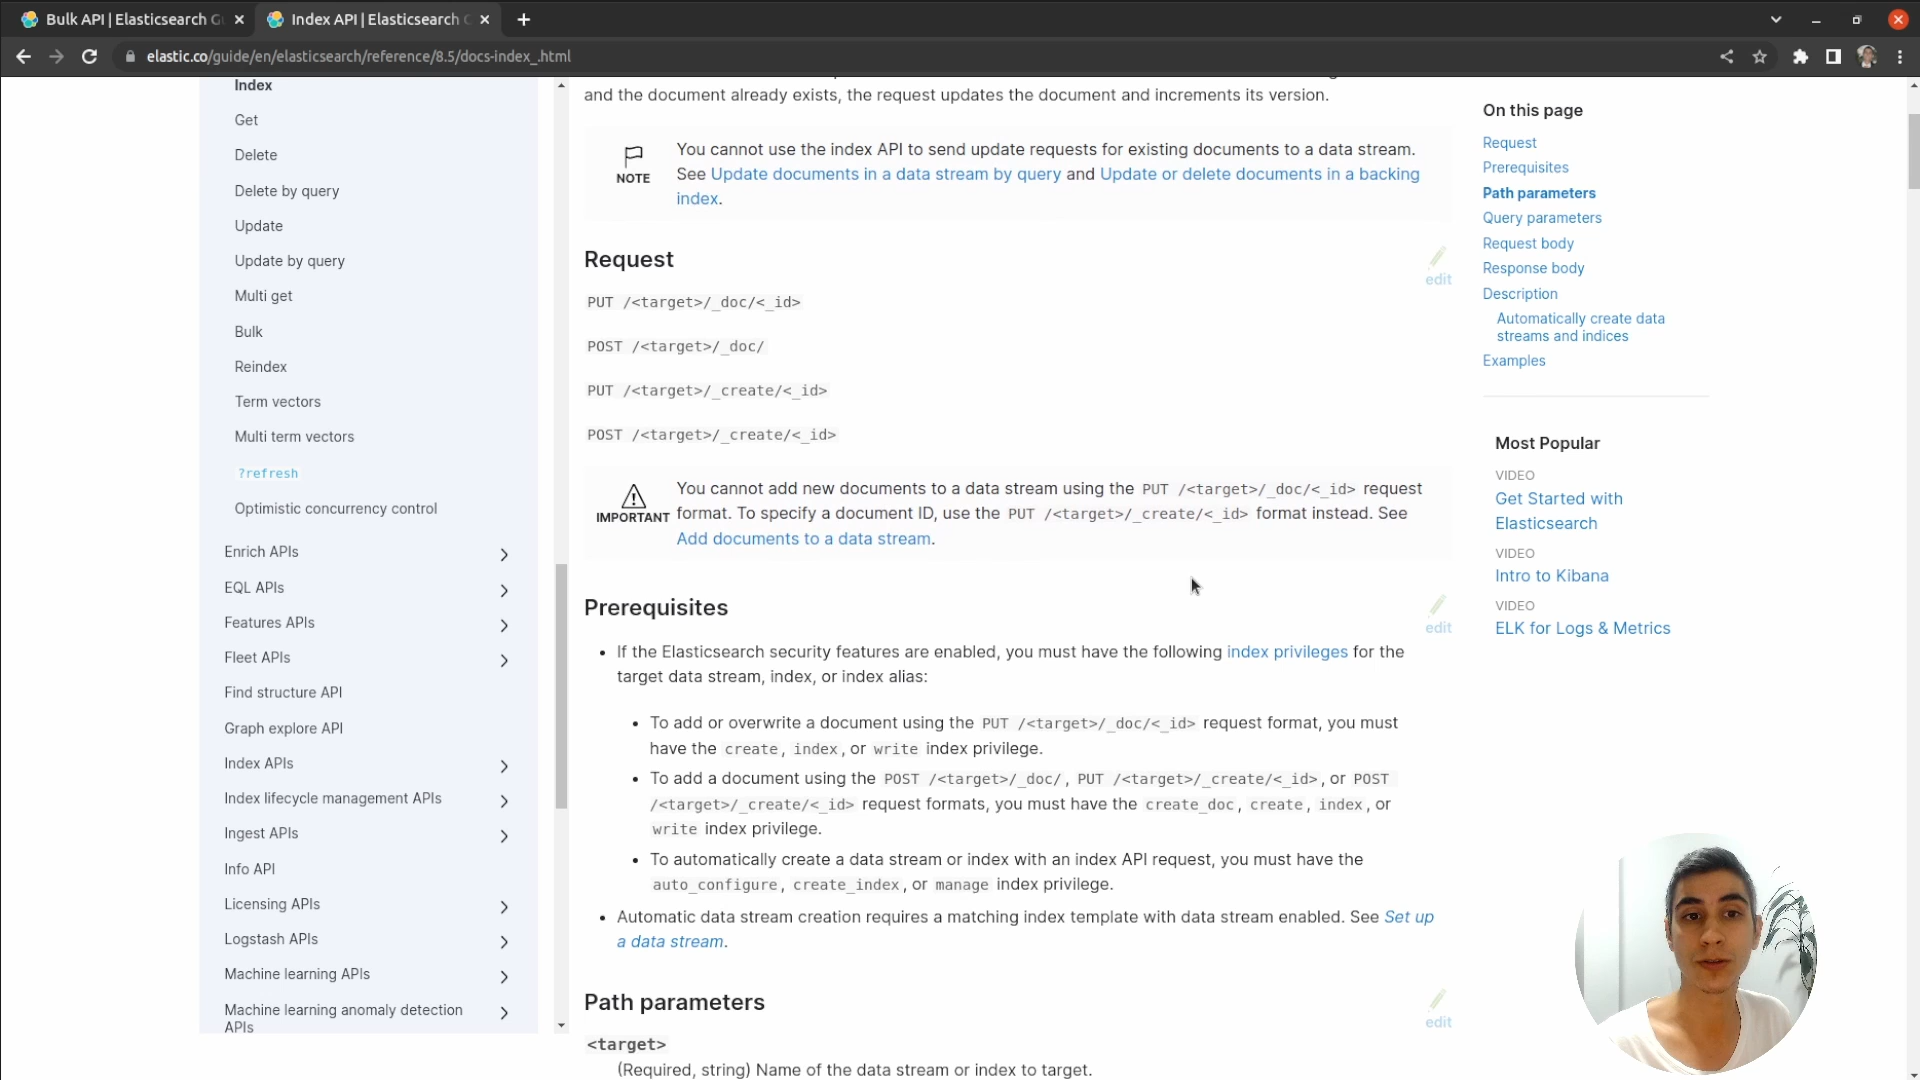 Bulk API | Elasticsearch G
Index API | Elasticsearch G
elastic.co/guide/en/elasticsearch/reference/8.5/docs-index_.html
Index
Get
Delete
Delete by query
Update
Update by query
Multi get
Bulk
Reindex
Term vectors
Multi term vectors
?refresh
Optimistic concurrency control
Enrich APIs
EQL APIs
Features APIs
Fleet APIs
Find structure API
Graph explore API
Index APIs
Index lifecycle management APIs
Ingest APIs
Info API
Licensing APIs
Logstash APIs
Machine learning APIs
Machine learning anomaly detection
APIs
and the document already exists, the request updates the document and increments its version.
NOTE
You cannot use the index API to send update requests for existing documents to a data stream.
See Update documents in a data stream by query and Update or delete documents in a backing
index.
Request
edit
PUT /<target>/_doc/<_id>
POST /<target>/_doc/
PUT /<target>/_create/<_id>
POST /<target>/_create/<_id>
IMPORTANT
You cannot add new documents to a data stream using the PUT /<target>/_doc/<_id> request
format. To specify a document ID, use the PUT /<target>/_create/<_id> format instead. See
Add documents to a data stream.
Prerequisites
edit
• If the Elasticsearch security features are enabled, you must have the following index privileges for the
target data stream, index, or index alias:
• To add or overwrite a document using the PUT /<target>/_doc/<_id> request format, you must
have the create, index, or write index privilege.
• To add a document using the POST /<target>/_doc/, PUT /<target>/_create/<_id>, or POST
/<target>/_create/<_id> request formats, you must have the create_doc, create, index, or
write index privilege.
• To automatically create a data stream or index with an index API request, you must have the
auto_configure, create_index, or manage index privilege.
• Automatic data stream creation requires a matching index template with data stream enabled. See Set up
a data stream.
Path parameters
edit
<target>
(Required, string) Name of the data stream or index to target.
On this page
Request
Prerequisites
Path parameters
Query parameters
Request body
Response body
Description
Automatically create data
streams and indices
Examples
Most Popular
VIDEO
Get Started with
Elasticsearch
VIDEO
Intro to Kibana
VIDEO
ELK for Logs & Metrics